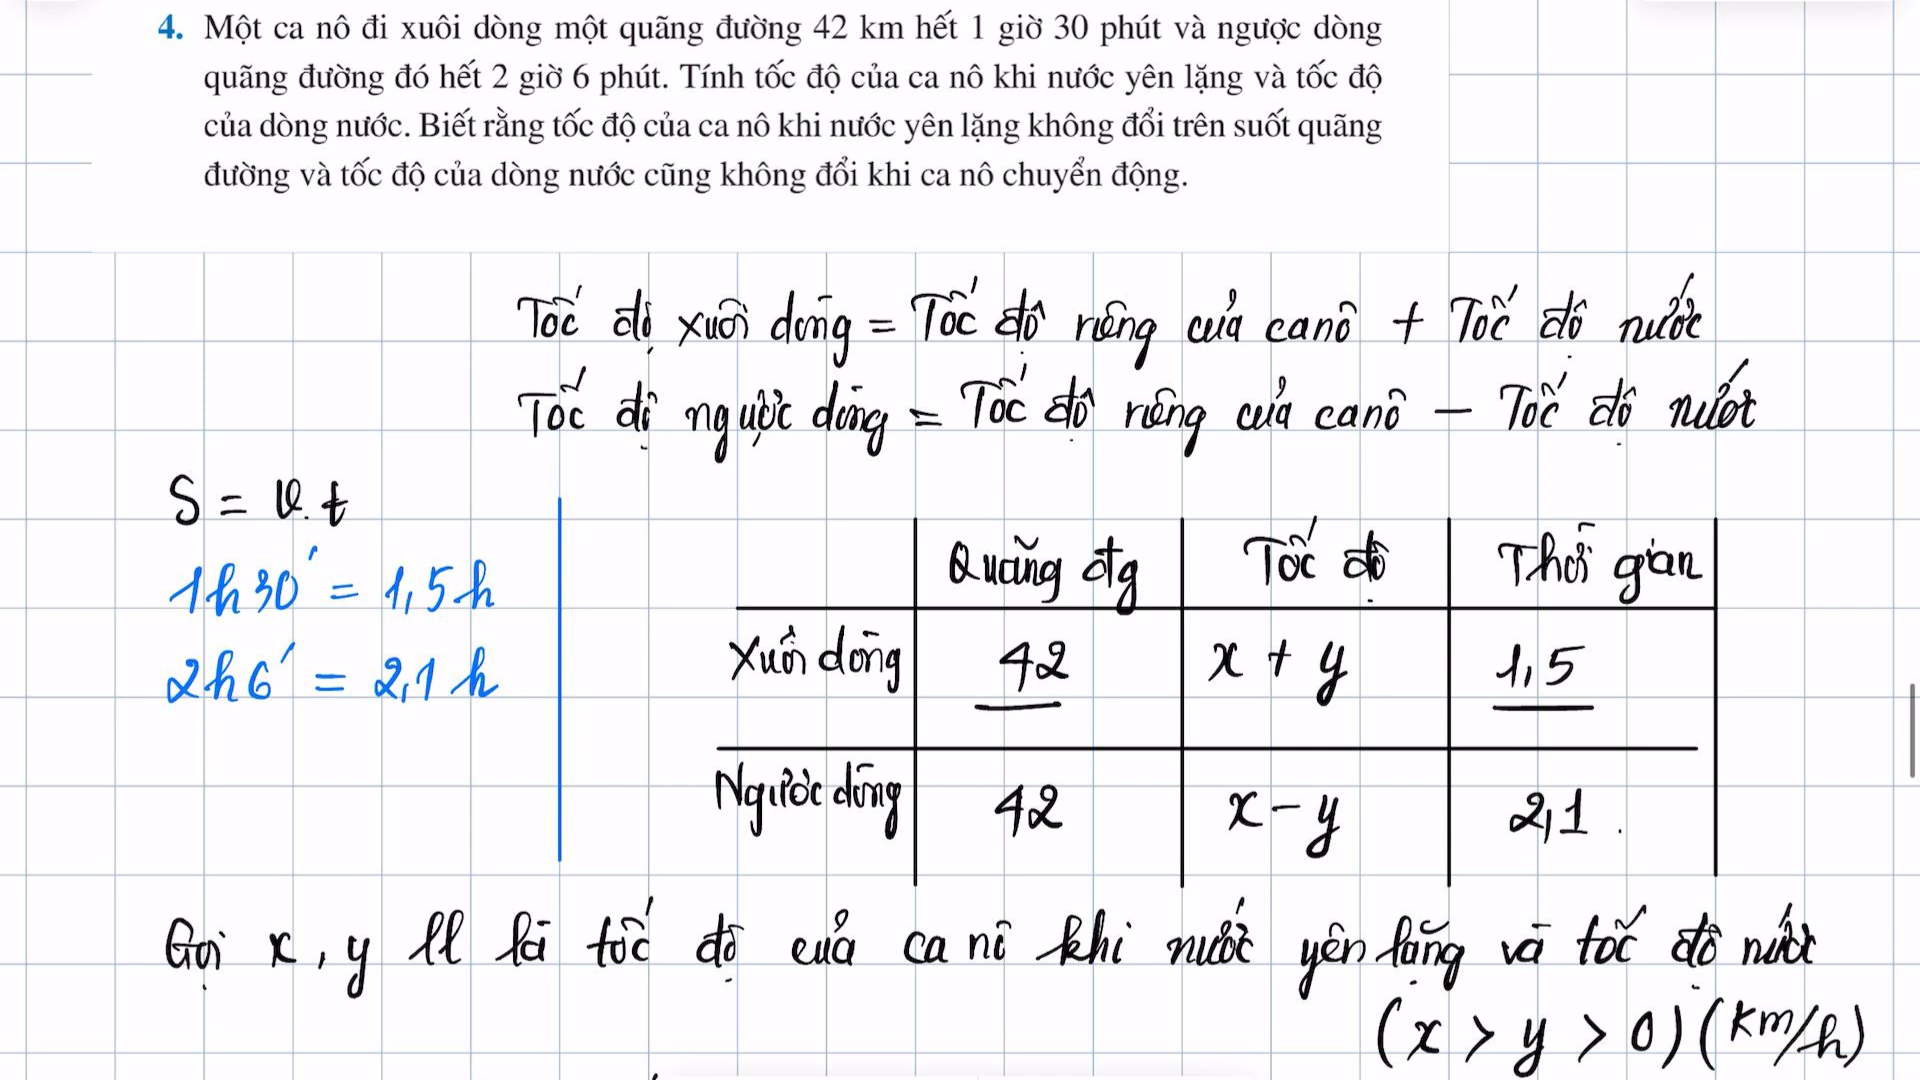 4. Một ca nô đi xuôi dòng một quãng đường 42 km hết 1 giờ 30 phút và ngược dòng
quãng đường đó hết 2 giờ 6 phút. Tính tốc độ của ca nô khi nước yên lặng và tốc độ
của dòng nước. Biết rằng tốc độ của ca nô khi nước yên lặng không đổi trên suốt quãng
đường và tốc độ của dòng nước cũng không đổi khi ca nô chuyển động.
Tốc độ xuôi dòng = Tốc độ riêng của canô + Tốc độ nước
Tốc độ ngược dòng = Tốc độ riêng của canô − Tốc độ nước
S = v.t
1h30' = 1,5h
2h6' = 2,1h
Quãng đg Tốc độ Thời gian
Xuôi dòng 42 x + y 1,5
Ngược dòng 42 x − y 2,1.
Gọi x, y ll là tốc độ của ca nô khi nước yên lặng và tốc độ nước
(x > y > 0) (km/h)